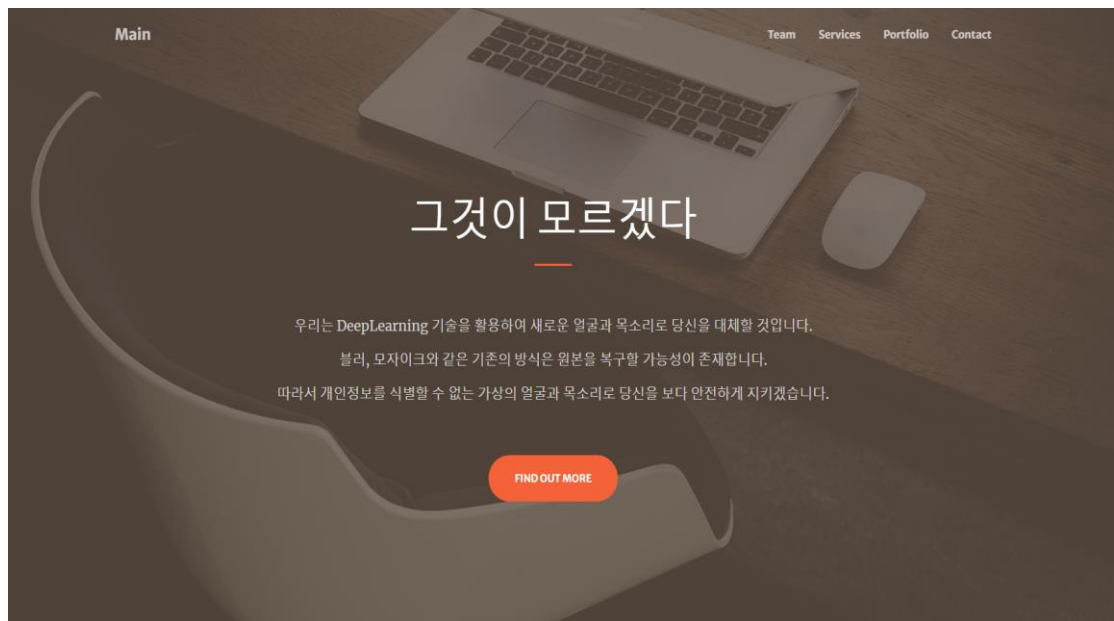 Main
Team Services Portfolio Contact
그것이 모르겠다
우리는 DeepLearning 기술을 활용하여 새로운 얼굴과 목소리로 당신을 대체할 것입니다.
블러, 모자이크와 같은 기존의 방식은 원본을 복구할 가능성이 존재합니다.
따라서 개인정보를 식별할 수 없는 가상의 얼굴과 목소리로 당신을 보다 안전하게 지키겠습니다.
FIND OUT MORE